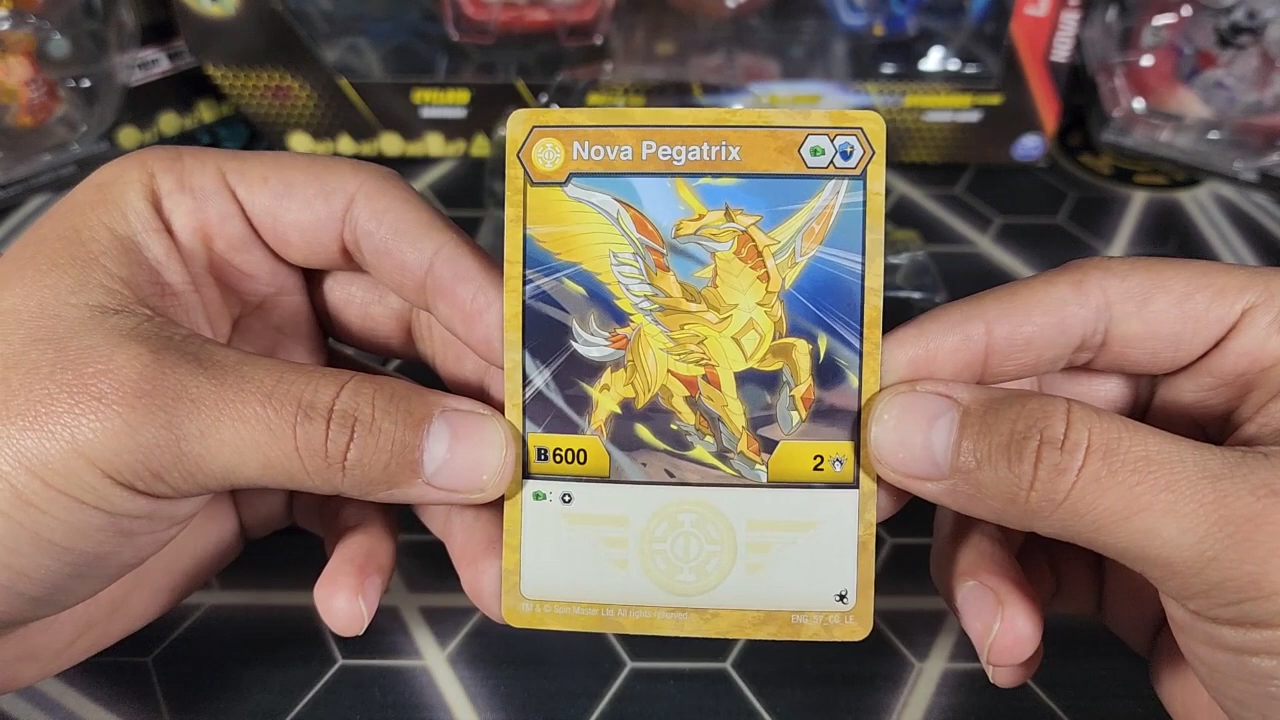 Nova Pegatrix
B 600
2
:
TM & © Spin Master Ltd. All rights reserved.
ENG_57_CC_LE